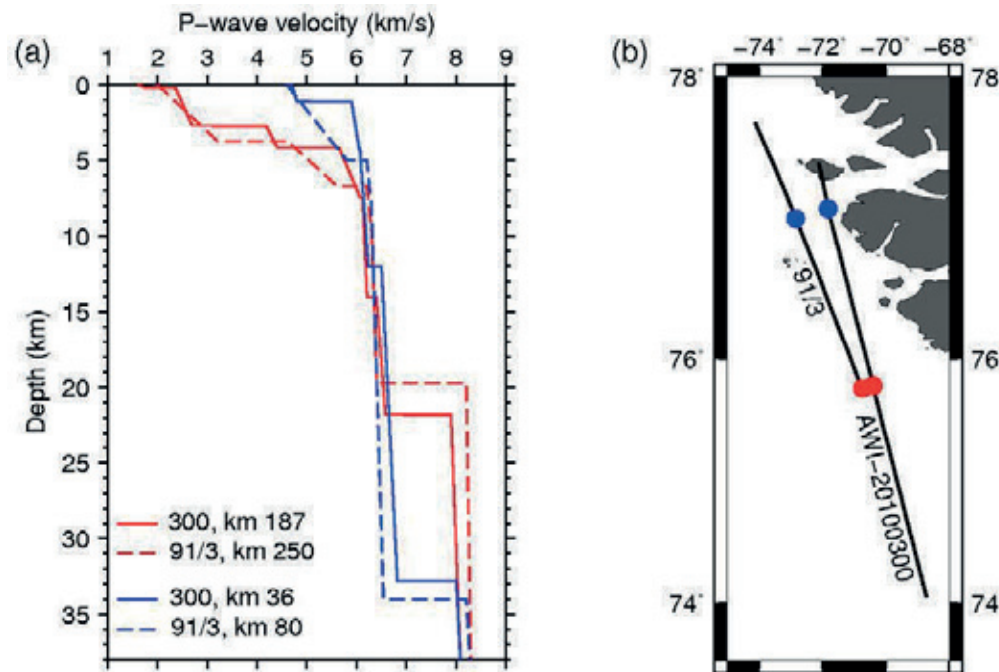 P-wave velocity (km/s)
(a)
1 2 3 4 5 6 7 8 9
0
5
10
15
20
25
30
35
Depth (km)
300, km 187
91/3, km 250
300, km 36
91/3, km 80
(b)
-74° -72° -70° -68°
78° 78
76° 76
74° 74
91/3
AWI-20100300